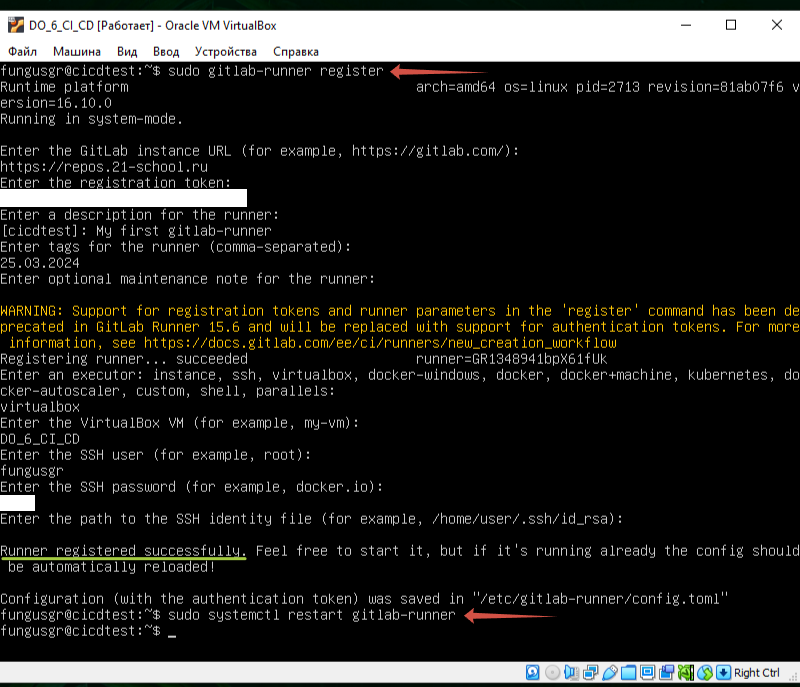 DO_6_CI_CD [Работает] - Oracle VM VirtualBox
Файл Машина Вид Ввод Устройства Справка
fungusgr@cicdtest:~$ sudo gitlab-runner register
Runtime platform                                    arch=amd64 os=linux pid=2713 revision=81ab07f6 v
ersion=16.10.0
Running in system-mode.
Enter the GitLab instance URL (for example, https://gitlab.com/):
https://repos.21-school.ru
Enter the registration token:
Enter a description for the runner:
[cicdtest]: My first gitlab-runner
Enter tags for the runner (comma-separated):
25.03.2024
Enter optional maintenance note for the runner:
WARNING: Support for registration tokens and runner parameters in the 'register' command has been de
precated in GitLab Runner 15.6 and will be replaced with support for authentication tokens. For more
 information, see https://docs.gitlab.com/ee/ci/runners/new_creation_workflow
Registering runner... succeeded                     runner=GR1348941bpX61fUk
Enter an executor: instance, ssh, virtualbox, docker-windows, docker, docker+machine, kubernetes, do
cker-autoscaler, custom, shell, parallels:
virtualbox
Enter the VirtualBox VM (for example, my-vm):
DO_6_CI_CD
Enter the SSH user (for example, root):
fungusgr
Enter the SSH password (for example, docker.io):
Enter the path to the SSH identity file (for example, /home/user/.ssh/id_rsa):
Runner registered successfully. Feel free to start it, but if it's running already the config should
 be automatically reloaded!
Configuration (with the authentication token) was saved in "/etc/gitlab-runner/config.toml"
fungusgr@cicdtest:~$ sudo systemctl restart gitlab-runner
fungusgr@cicdtest:~$ _
Right Ctrl